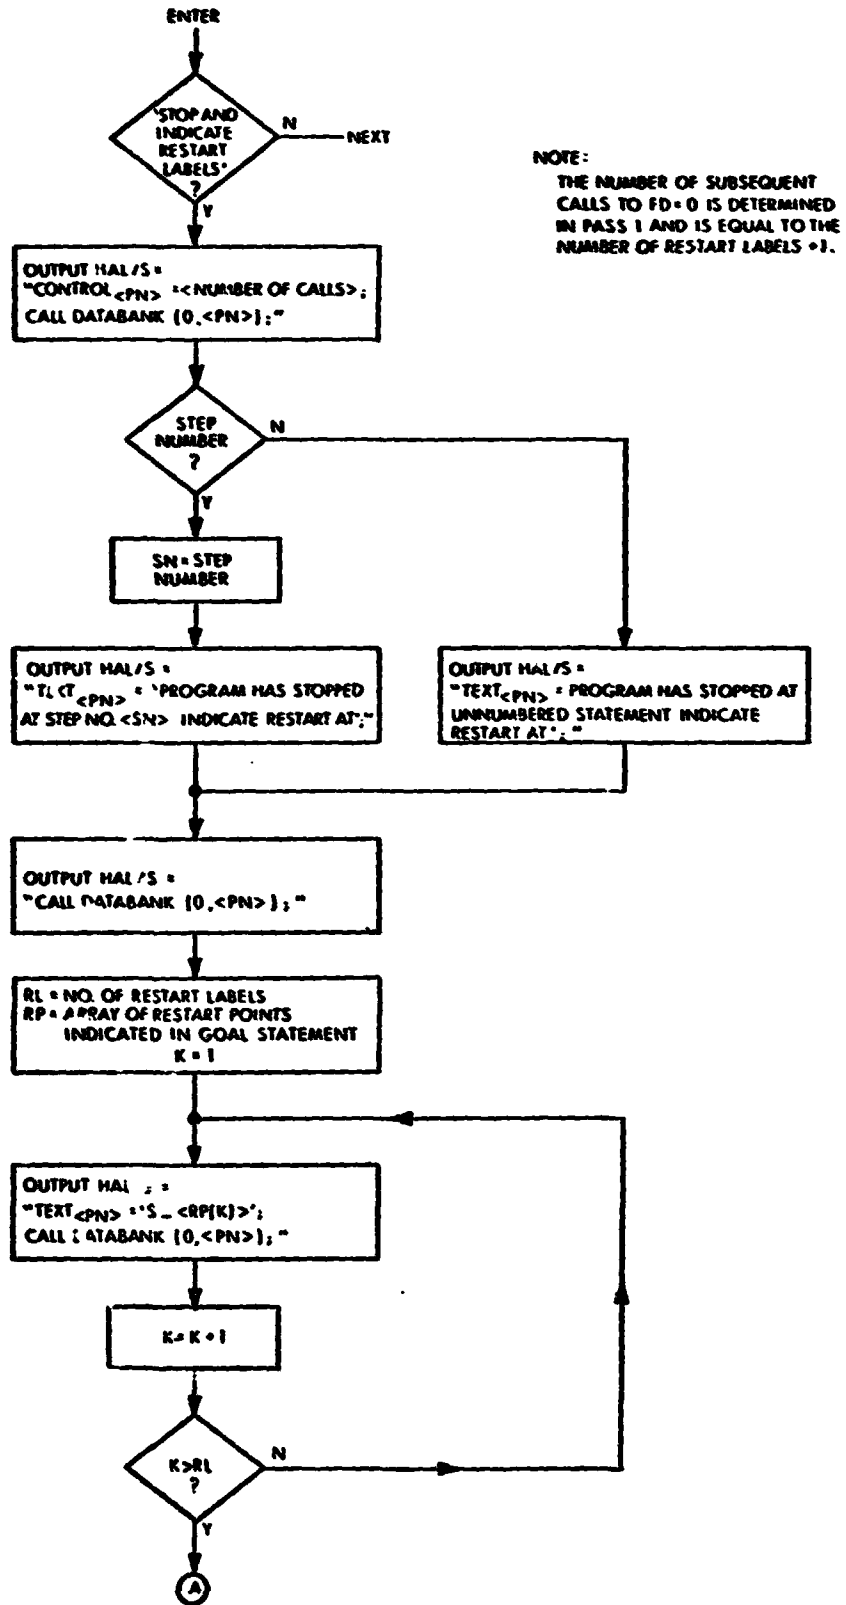 ENTER
"STOP AND
INDICATE
RESTART
LABELS"
?
N
NEXT
Y
NOTE:
THE NUMBER OF SUBSEQUENT
CALLS TO FD=0 IS DETERMINED
IN PASS 1 AND IS EQUAL TO THE
NUMBER OF RESTART LABELS +1.
OUTPUT HAL/S =
"CONTROL<PN> =<NUMBER OF CALLS>;
CALL DATABANK (0,<PN>);"
STEP
NUMBER
?
N
Y
SN = STEP
NUMBER
OUTPUT HAL/S =
<PN> = 'PROGRAM HAS STOPPED
AT STEP NO. <SN> INDICATE RESTART AT';"
OUTPUT HAL/S =
"TEXT<PN> = PROGRAM HAS STOPPED AT
UNNUMBERED STATEMENT INDICATE
RESTART AT'; "
OUTPUT HAL/S =
"CALL DATABANK (0,<PN>); "
RL = NO. OF RESTART LABELS
RP = ARRAY OF RESTART POINTS
INDICATED IN GOAL STATEMENT
K = 1
OUTPUT HAL =
"TEXT<PN> = 'S_<RP(K)>';
CALL DATABANK (0,<PN>); "
K = K + 1
K>RL
?
N
Y
A